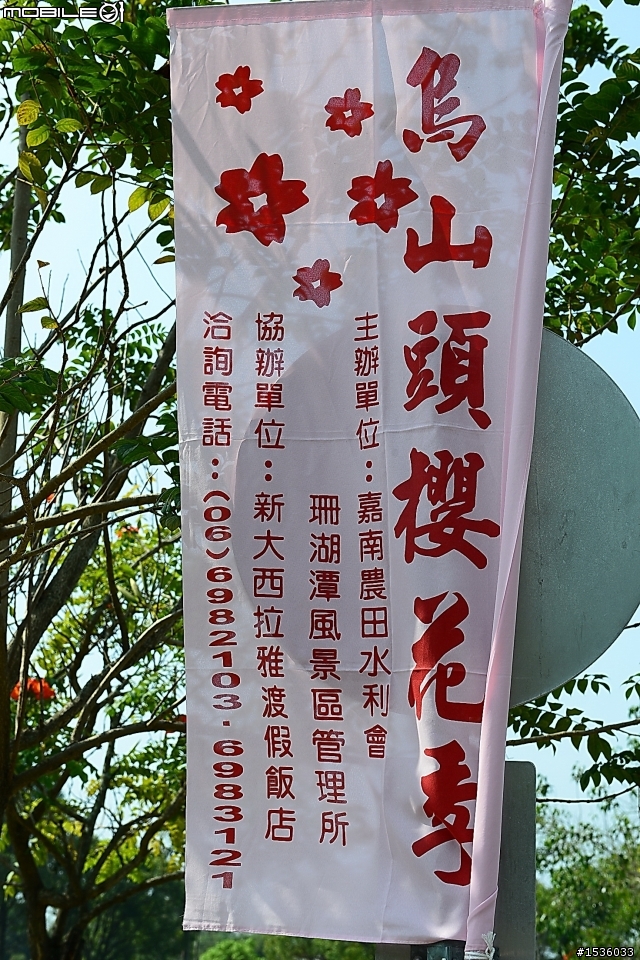 烏山頭櫻花季
主辦單位：嘉南農田水利會
珊湖潭風景區管理所
協辦單位：新大西拉雅渡假飯店
洽詢電話：(06)6982103．6983121
MOBILE01
#1536033